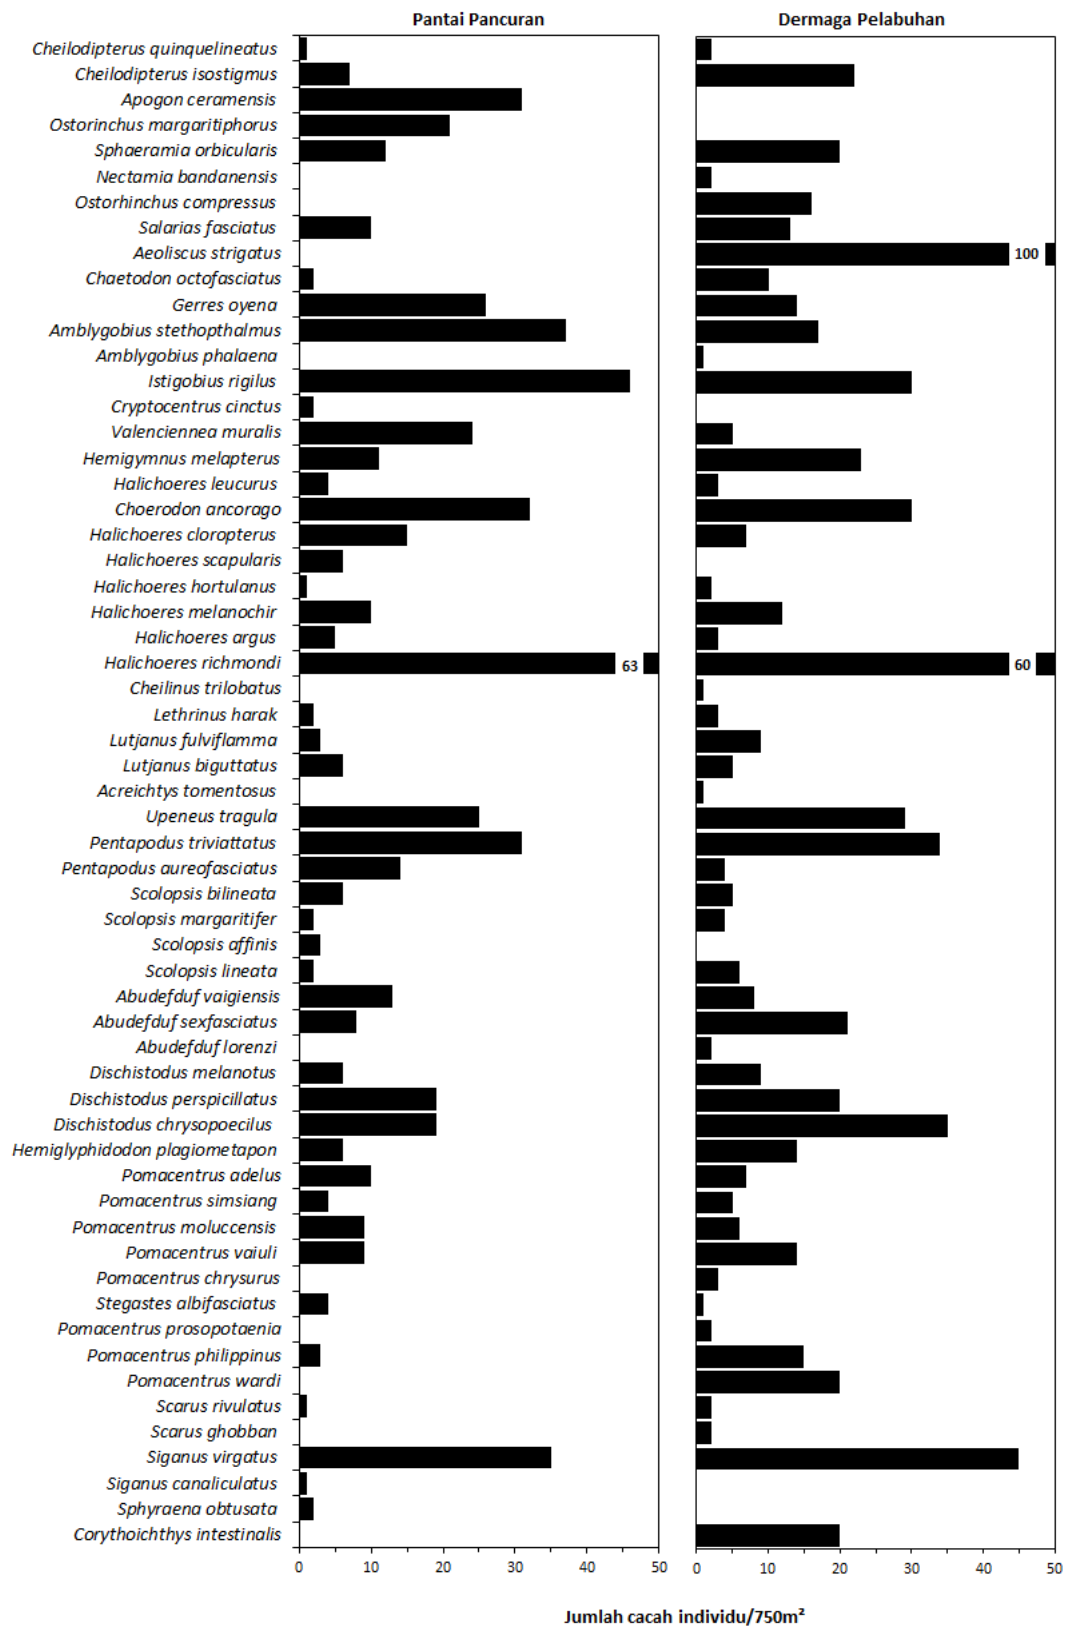 Pantai Pancuran
Dermaga Pelabuhan
Cheilodipterus quinquelineatus
Cheilodipterus isostigmus
Apogon ceramensis
Ostorinchus margaritiphorus
Sphaeramia orbicularis
Nectamia bandanensis
Ostorhinchus compressus
Salarias fasciatus
Aeoliscus strigatus
100
Chaetodon octofasciatus
Gerres oyena
Amblygobius stethopthalmus
Amblygobius phalaena
Istigobius rigilus
Cryptocentrus cinctus
Valenciennea muralis
Hemigymnus melapterus
Halichoeres leucurus
Choerodon ancorago
Halichoeres cloropterus
Halichoeres scapularis
Halichoeres hortulanus
Halichoeres melanochir
Halichoeres argus
Halichoeres richmondi
63
60
Cheilinus trilobatus
Lethrinus harak
Lutjanus fulviflamma
Lutjanus biguttatus
Acreichtys tomentosus
Upeneus tragula
Pentapodus triviattatus
Pentapodus aureofasciatus
Scolopsis bilineata
Scolopsis margaritifer
Scolopsis affinis
Scolopsis lineata
Abudefduf vaigiensis
Abudefduf sexfasciatus
Abudefduf lorenzi
Dischistodus melanotus
Dischistodus perspicillatus
Dischistodus chrysopoecilus
Hemiglyphidodon plagiometapon
Pomacentrus adelus
Pomacentrus simsiang
Pomacentrus moluccensis
Pomacentrus vaiuli
Pomacentrus chrysurus
Stegastes albifasciatus
Pomacentrus prosopotaenia
Pomacentrus philippinus
Pomacentrus wardi
Scarus rivulatus
Scarus ghobban
Siganus virgatus
Siganus canaliculatus
Sphyraena obtusata
Corythoichthys intestinalis
0 10 20 30 40 50
0 10 20 30 40 50
Jumlah cacah individu/750m²